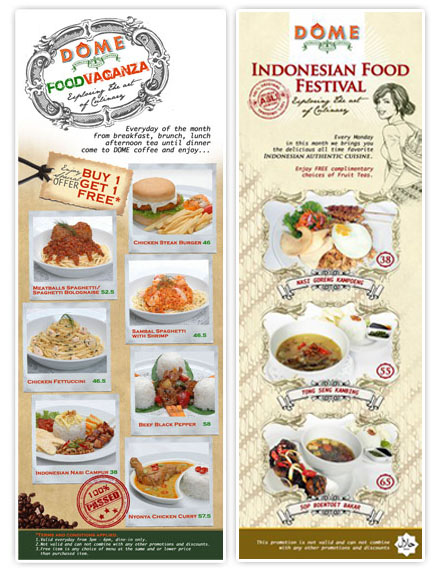 DÔME
FOODVAGANZA
Exploring the art
of Culinary
Everyday of the month
from breakfast, brunch, lunch
afternoon tea until dinner
come to DOME coffee and enjoy...
Enjoy
special
OFFER
BUY 1
GET 1
FREE*
CHICKEN STEAK BURGER 46
MEATBALLS SPAGHETTI/
SPAGHETTI BOLOGNAISE 52.5
SAMBAL SPAGHETTI
WITH SHRIMP 46.5
CHICKEN FETTUCCINI 46.5
BEEF BLACK PEPPER 58
INDONESIAN NASI CAMPUR 38
100%
PASSED
NYONYA CHICKEN CURRY 57.5
*TERMS AND CONDITIONS APPLIED:
1.Valid everyday from 3pm - 6pm, dine in only.
2.Not valid and can not combine with any other promotions and discounts.
3.Free item is any choice of menu at the same and or lower price
than purchased item.
DÔME
INDONESIAN FOOD
FESTIVAL
ASLI
Exploring the art
of Culinary
Every Monday
in this month we brings you
the delicious all time favorite
INDONESIAN AUTHENTIC CUISINE.
Enjoy FREE complimentary
choices of Fruit Teas.
38
NASI GORENG KAMPOENG
55
TONG SENG KAMBING
65
SOP BOENTOET BAKAR
This promotion is not valid and can not combine
with any other promotions and discounts
حلال